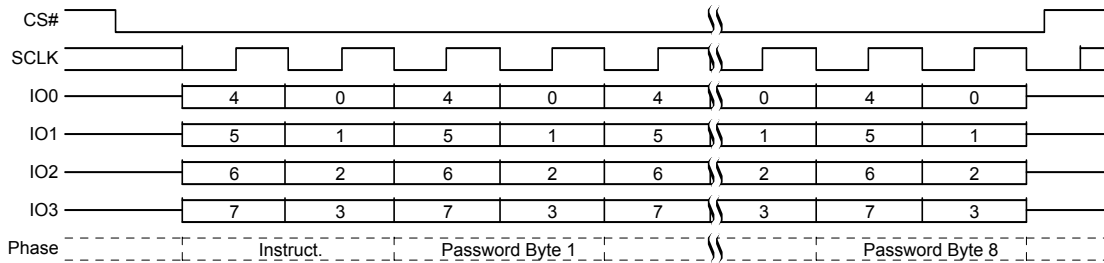 CS#
SCLK
IO0 4 0 4 0 4 0 4 0
IO1 5 1 5 1 5 1 5 1
IO2 6 2 6 2 6 2 6 2
IO3 7 3 7 3 7 3 7 3
Phase Instruct. Password Byte 1 Password Byte 8